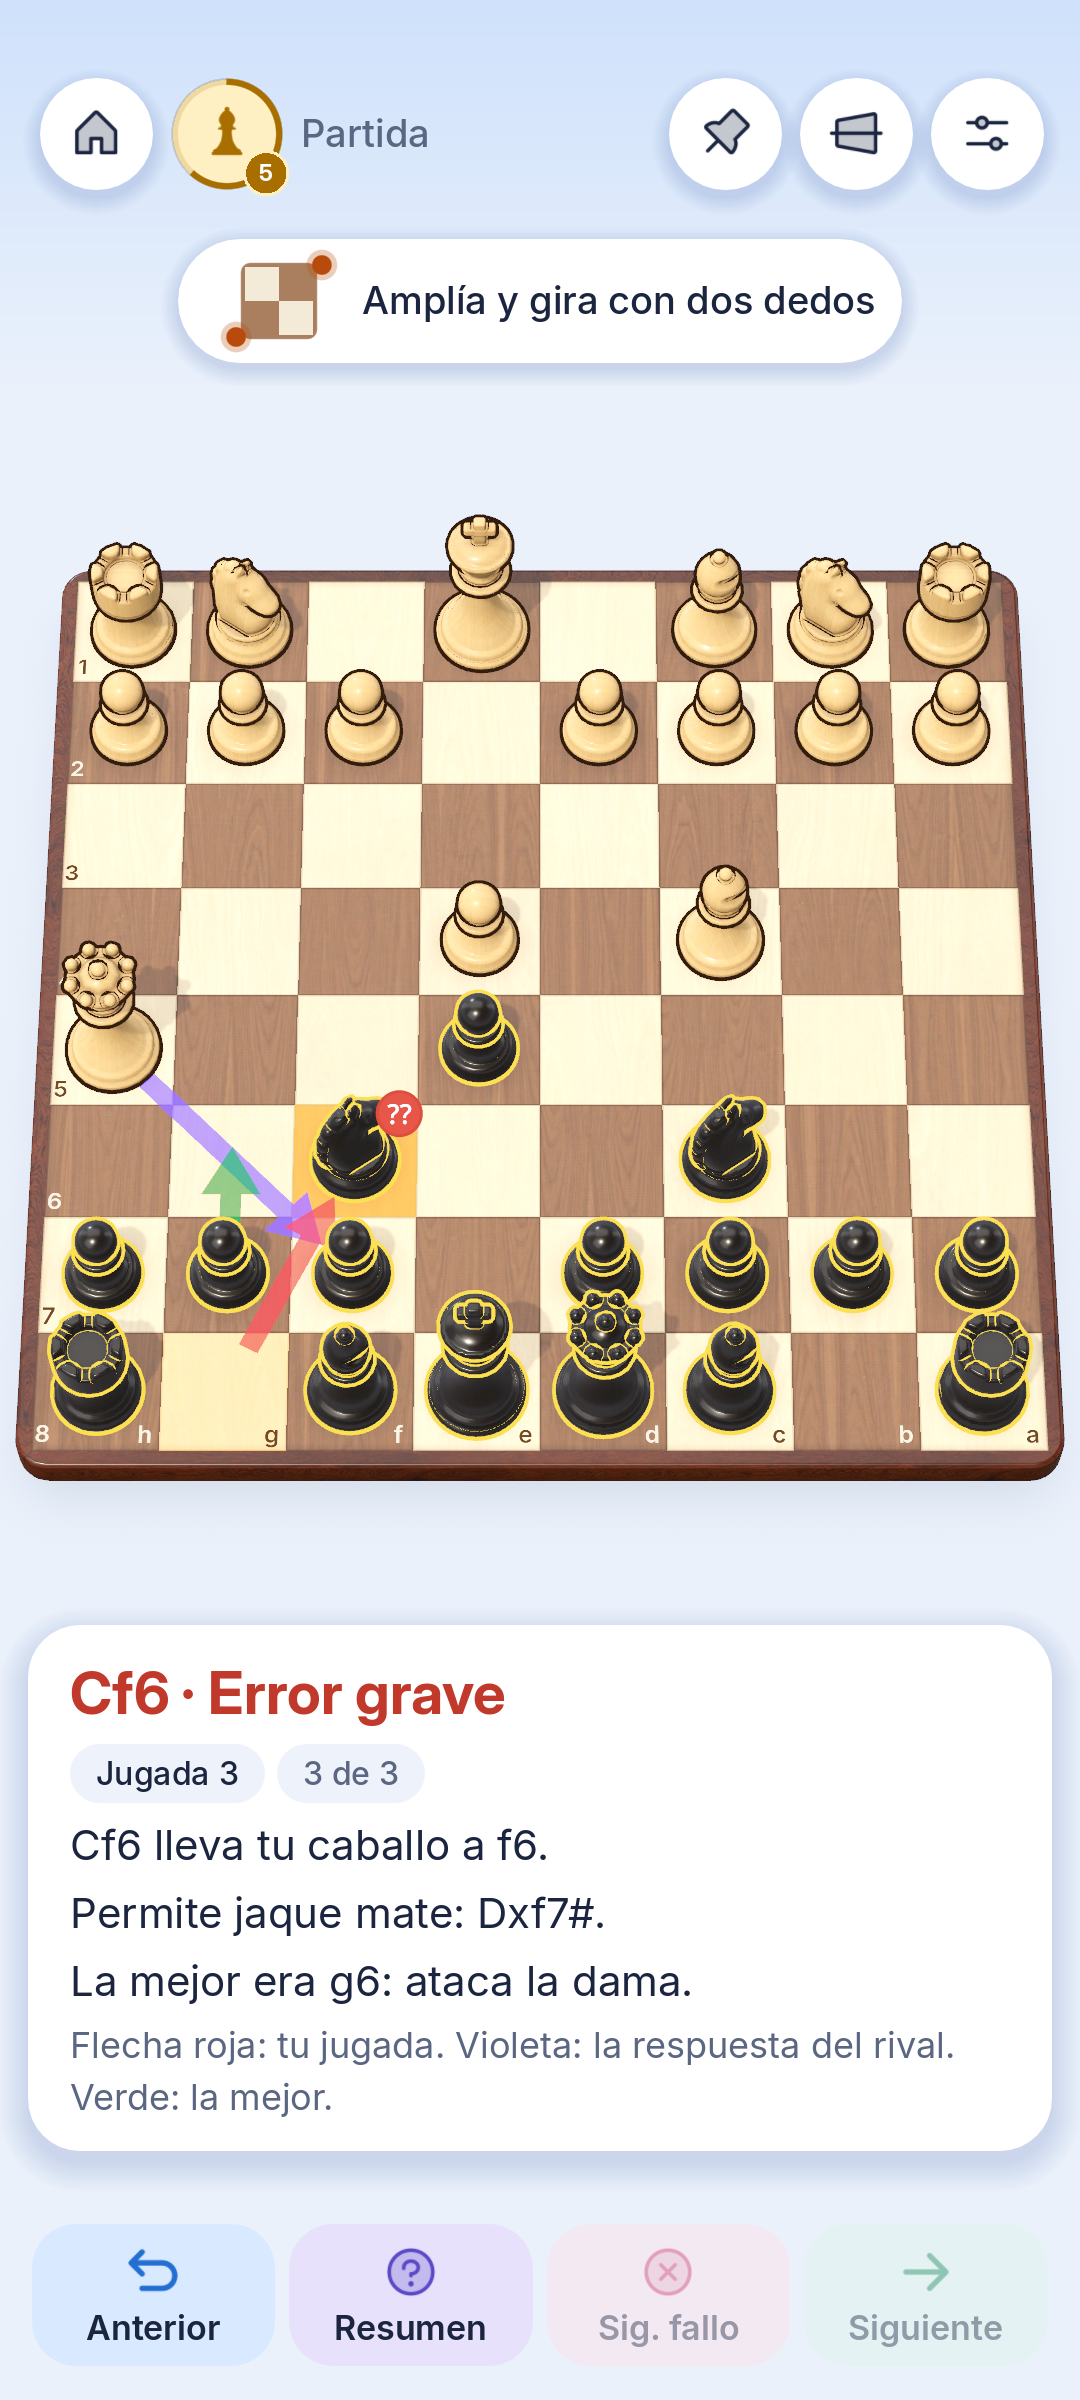 Partida
5
Amplía y gira con dos dedos
1
2
3
5
??
6
7
8 h g f e d c b a
Cf6 · Error grave
Jugada 3
3 de 3
Cf6 lleva tu caballo a f6.
Permite jaque mate: Dxf7#.
La mejor era g6: ataca la dama.
Flecha roja: tu jugada. Violeta: la respuesta del rival.
Verde: la mejor.
Anterior
Resumen
Sig. fallo
Siguiente